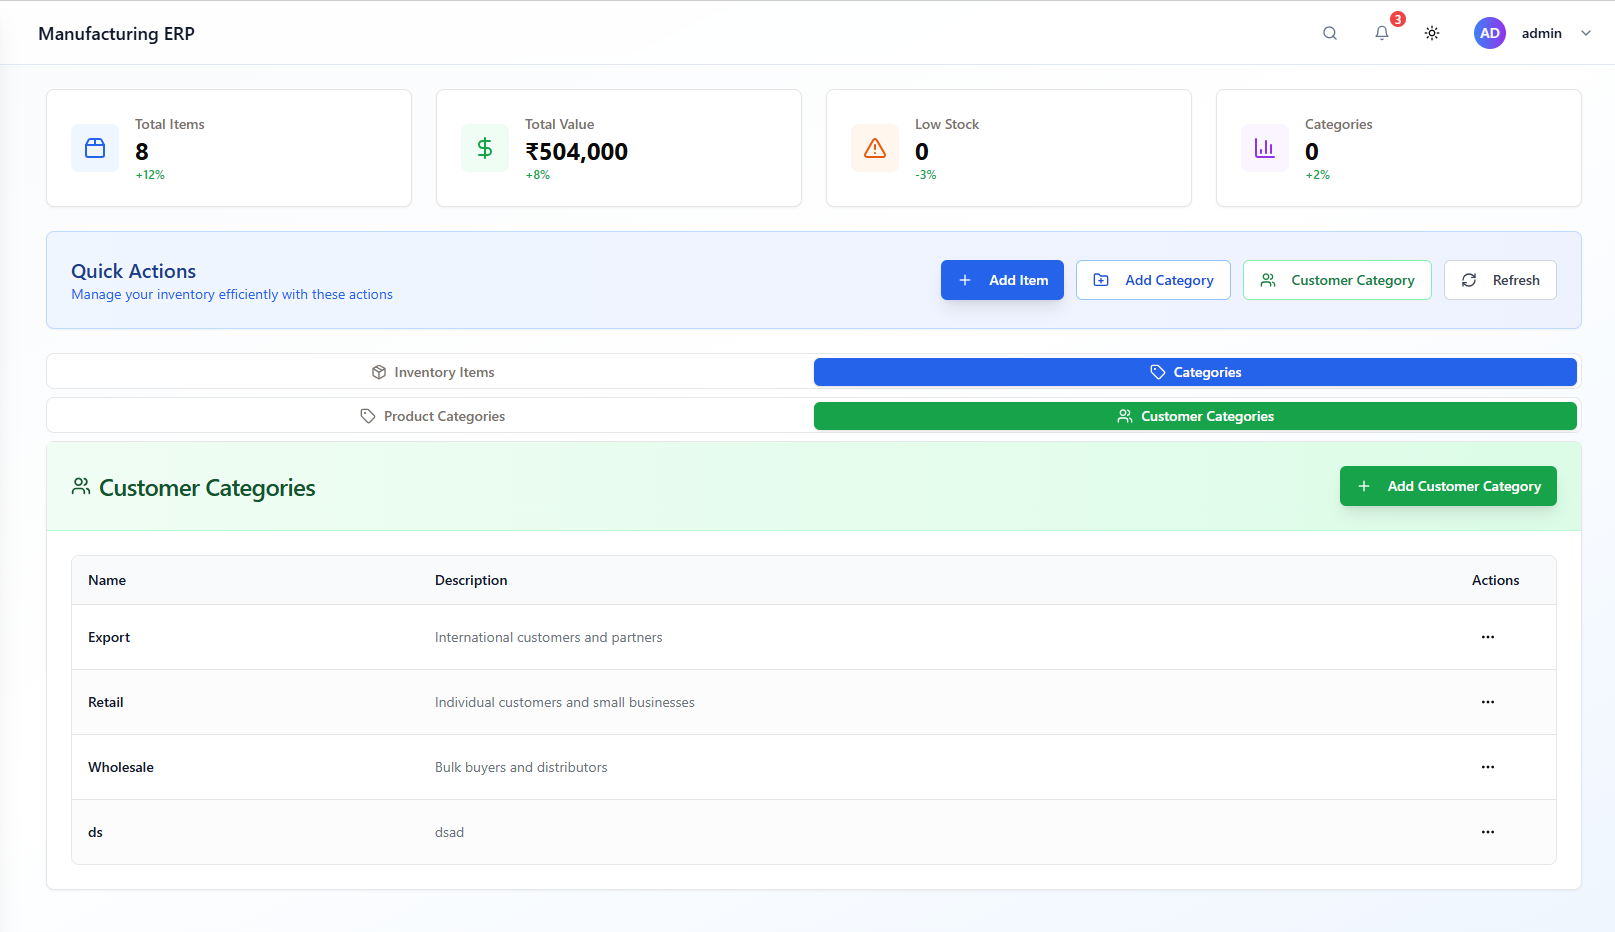 Manufacturing ERP
3
AD
admin
Total Items
8
+12%
Total Value
₹504,000
+8%
Low Stock
0
-3%
Categories
0
+2%
Quick Actions
Manage your inventory efficiently with these actions
Add Item
Add Category
Customer Category
Refresh
Inventory Items
Categories
Product Categories
Customer Categories
Customer Categories
Add Customer Category
Name Description Actions
Export International customers and partners
Retail Individual customers and small businesses
Wholesale Bulk buyers and distributors
ds dsad